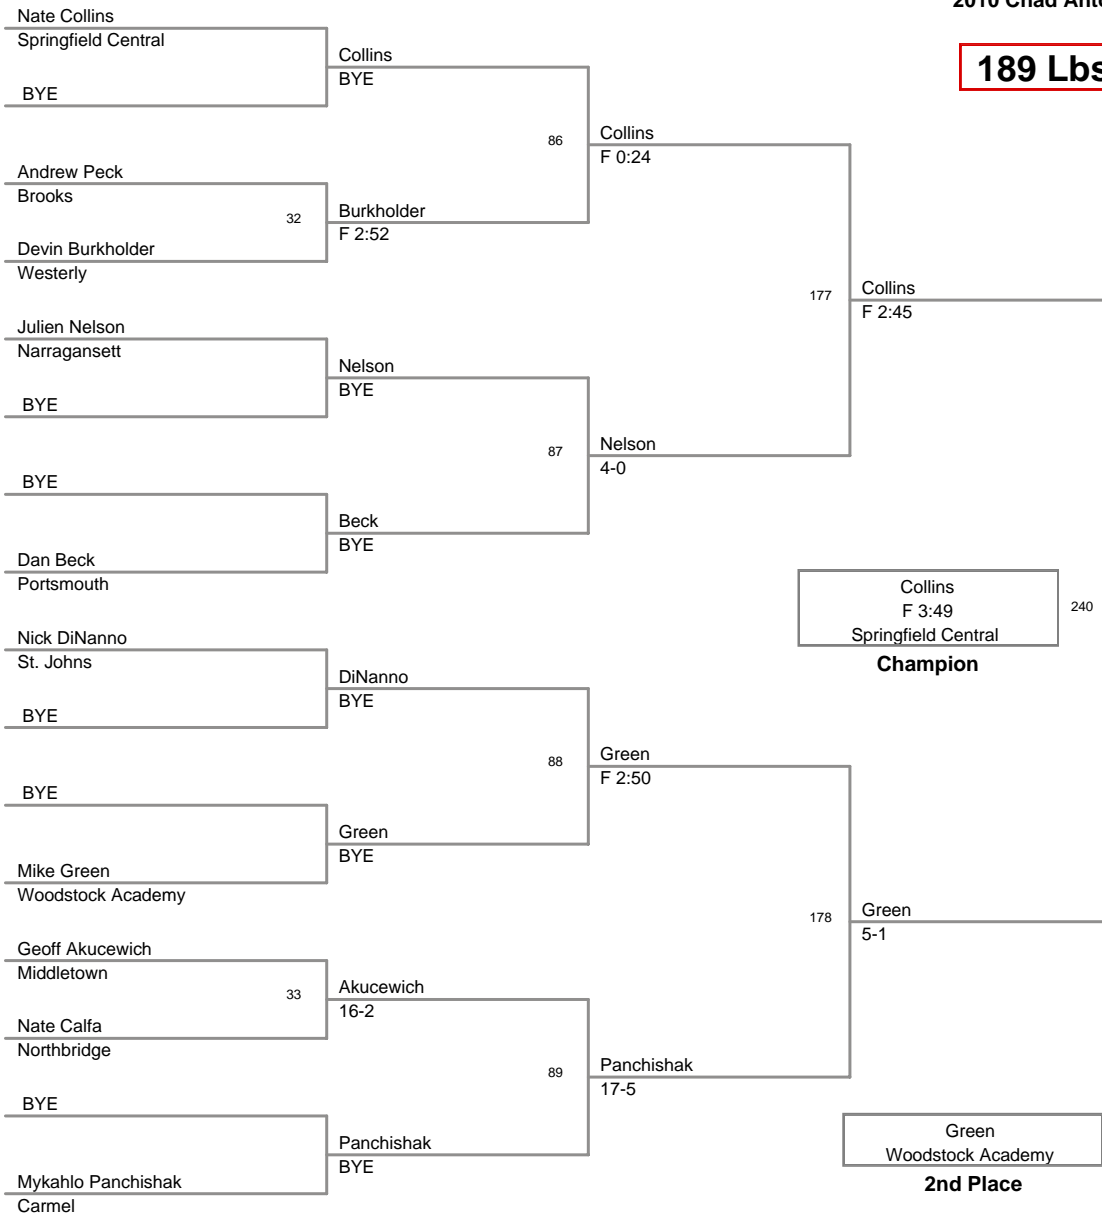 2010 Chad Ante
189 Lbs
Nate Collins
Springfield Central
BYE
Andrew Peck
Brooks
32
Devin Burkholder
Westerly
Julien Nelson
Narragansett
BYE
BYE
Dan Beck
Portsmouth
Nick DiNanno
St. Johns
BYE
BYE
Mike Green
Woodstock Academy
Geoff Akucewich
Middletown
33
Nate Calfa
Northbridge
BYE
Mykahlo Panchishak
Carmel
Collins
BYE
86
Burkholder
F 2:52
Nelson
BYE
87
Beck
BYE
DiNanno
BYE
88
Green
BYE
Akucewich
16-2
89
Panchishak
BYE
Collins
F 0:24
177
Nelson
4-0
Green
F 2:50
178
Panchishak
17-5
Collins
F 2:45
Green
5-1
Collins
F 3:49
Springfield Central
240
Champion
Green
Woodstock Academy
2nd Place